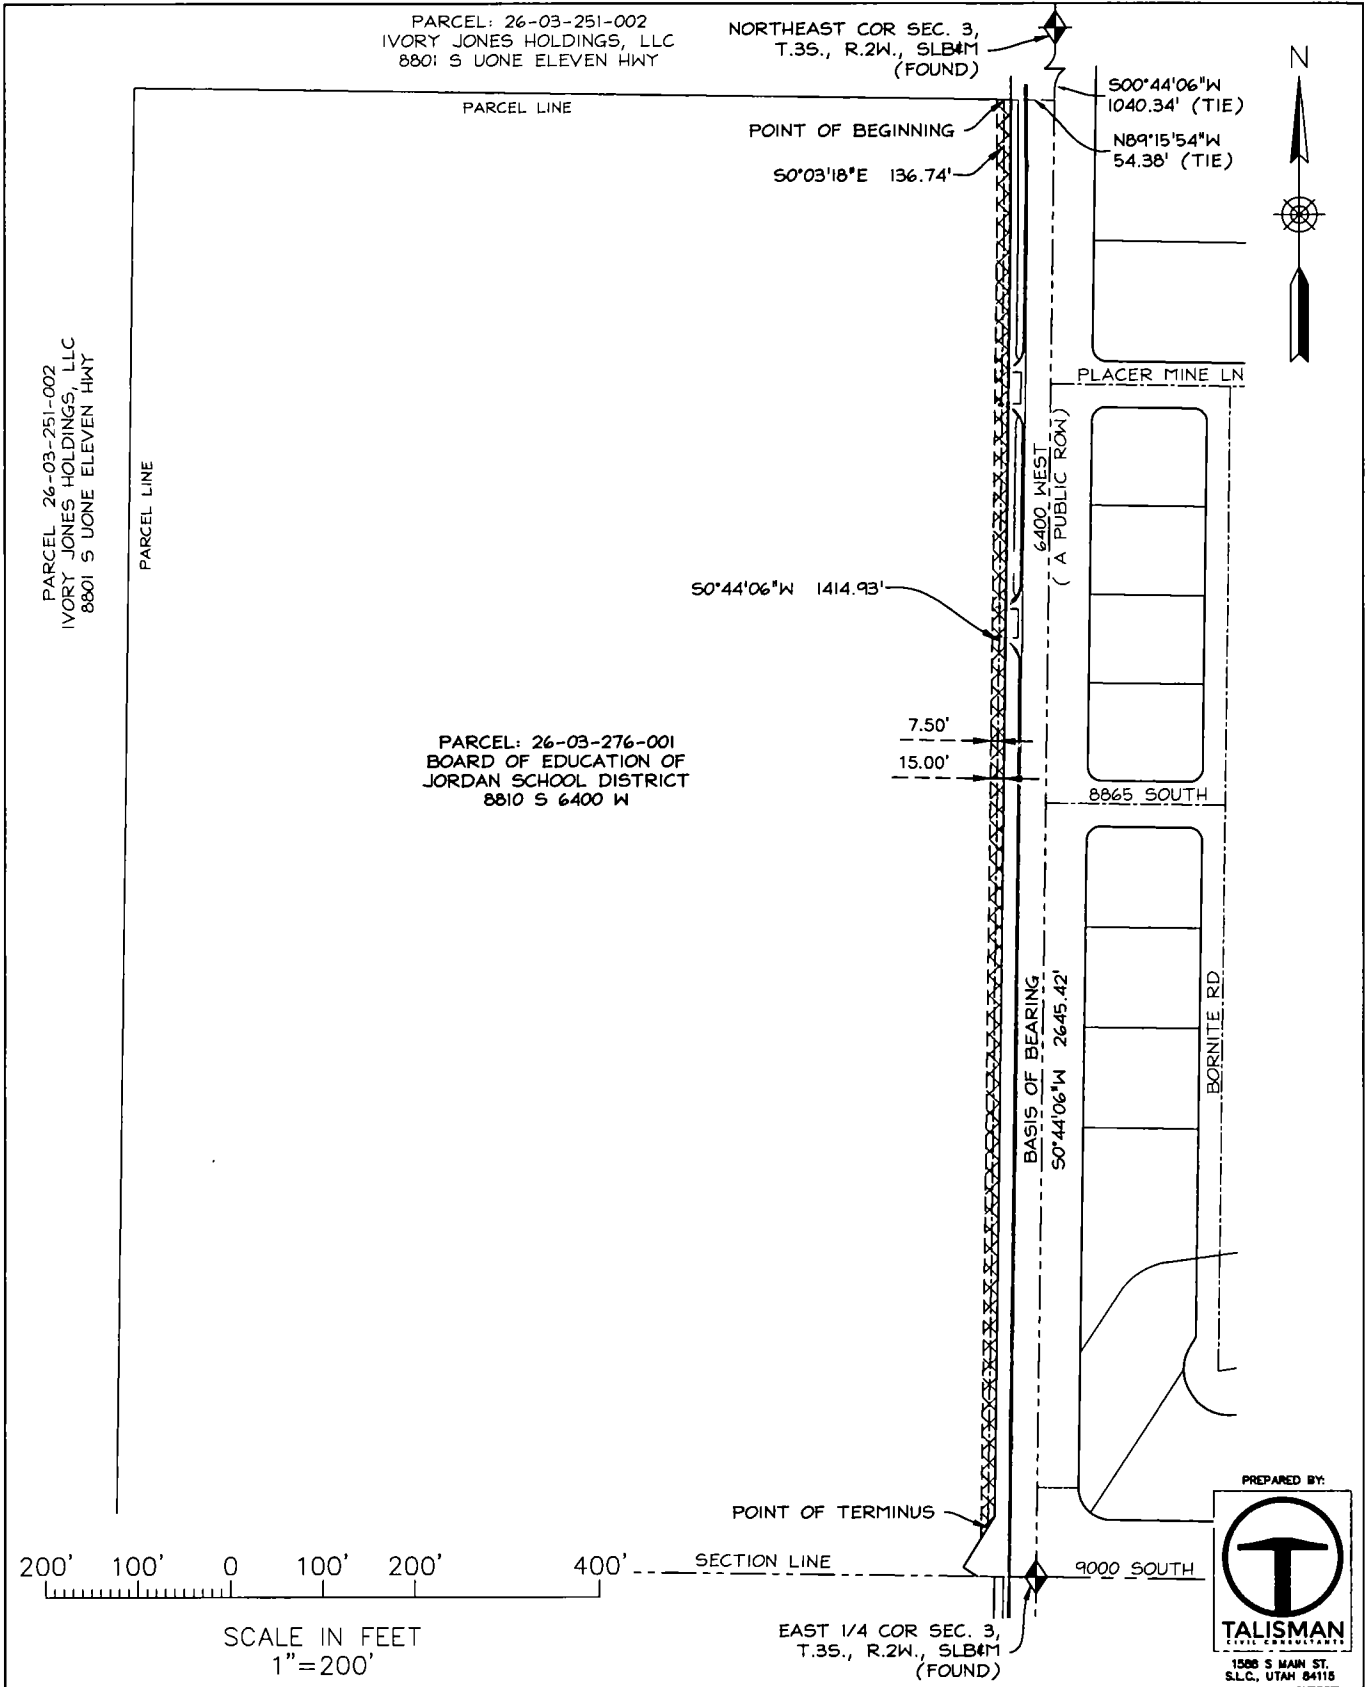 PARCEL: 26-03-251-002
IVORY JONES HOLDINGS, LLC
8801 S UONE ELEVEN HWY
NORTHEAST COR SEC. 3,
T.3S., R.2W., SLB&M
(FOUND)
N
S00°44'06"W
1040.34' (TIE)
PARCEL LINE
POINT OF BEGINNING
N89°15'54"W
54.38' (TIE)
S0°03'18"E 136.74'
PARCEL 26-03-251-002
IVORY JONES HOLDINGS, LLC
8801 S UONE ELEVEN HWY
PARCEL LINE
PLACER MINE LN
6400 WEST
( A PUBLIC ROW)
S0°44'06"W 1414.93'
7.50'
15.00'
PARCEL: 26-03-276-001
BOARD OF EDUCATION OF
JORDAN SCHOOL DISTRICT
8810 S 6400 W
8865 SOUTH
BASIS OF BEARING
S0°44'06"W 2645.42'
BORNITE RD
POINT OF TERMINUS
SECTION LINE
9000 SOUTH
200' 100' 0 100' 200' 400'
SCALE IN FEET
1"=200'
EAST 1/4 COR SEC. 3,
T.3S., R.2W., SLB&M
(FOUND)
PREPARED BY:
TALISMAN
CIVIL CONSULTANTS
1588 S MAIN ST.
S.L.C., UTAH 84115